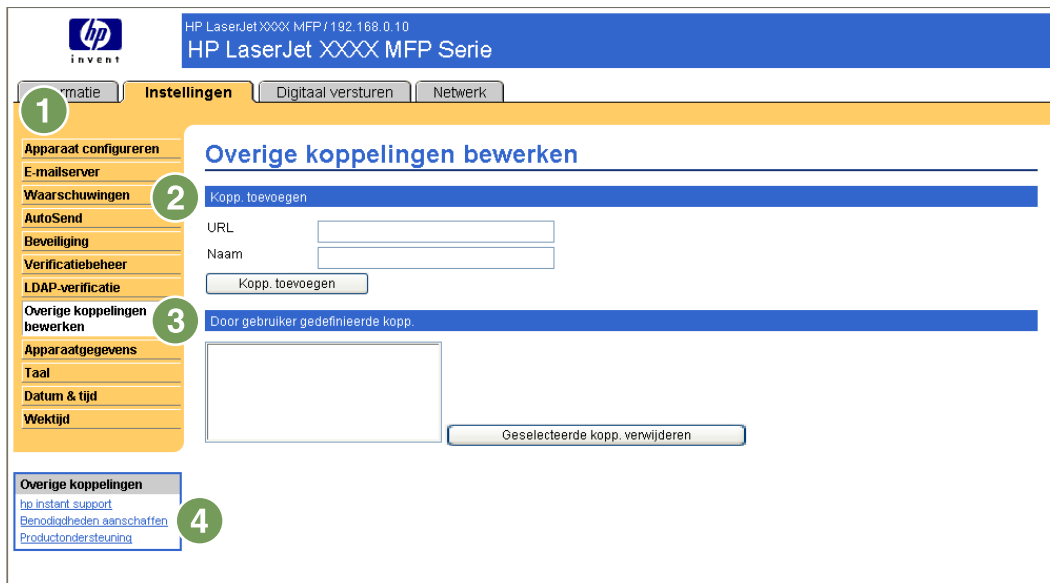 hp
invent
HP LaserJet XXXX MFP / 192.168.0.10
HP LaserJet XXXX MFP Serie
rmatie
Instellingen
Digitaal versturen
Netwerk
1
Apparaat configureren
E-mailserver
Waarschuwingen
AutoSend
Beveiliging
Verificatiebeheer
LDAP-verificatie
Overige koppelingen
bewerken
Apparaatgegevens
Taal
Datum & tijd
Wektijd
Overige koppelingen bewerken
2
Kopp. toevoegen
URL
Naam
Kopp. toevoegen
3
Door gebruiker gedefinieerde kopp.
Geselecteerde kopp. verwijderen
Overige koppelingen
hp instant support
Benodigdheden aanschaffen
Productondersteuning
4